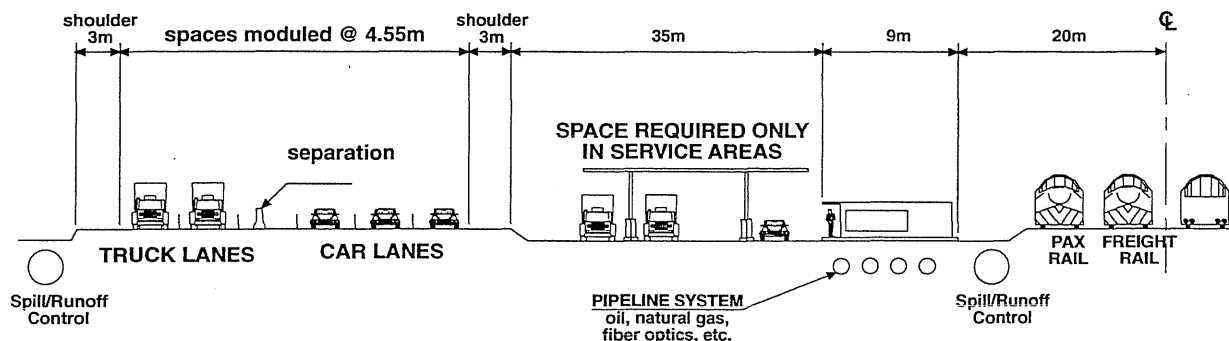 shoulder
3m
spaces moduled @ 4.55m
shoulder
3m
35m
9m
20m
℄
SPACE REQUIRED ONLY
IN SERVICE AREAS
separation
TRUCK LANES
CAR LANES
PAX
RAIL
FREIGHT
RAIL
Spill/Runoff
Control
PIPELINE SYSTEM
oil, natural gas,
fiber optics, etc.
Spill/Runoff
Control